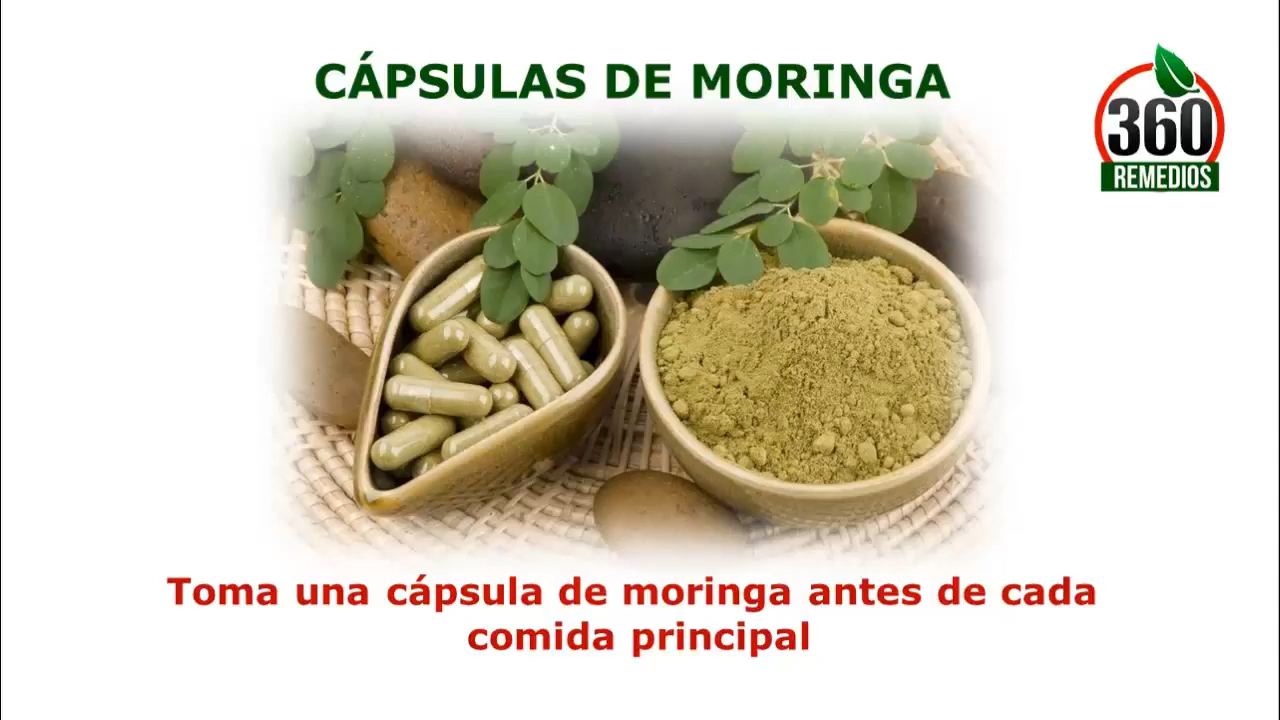 CÁPSULAS DE MORINGA
360
REMEDIOS
Toma una cápsula de moringa antes de cada
comida principal